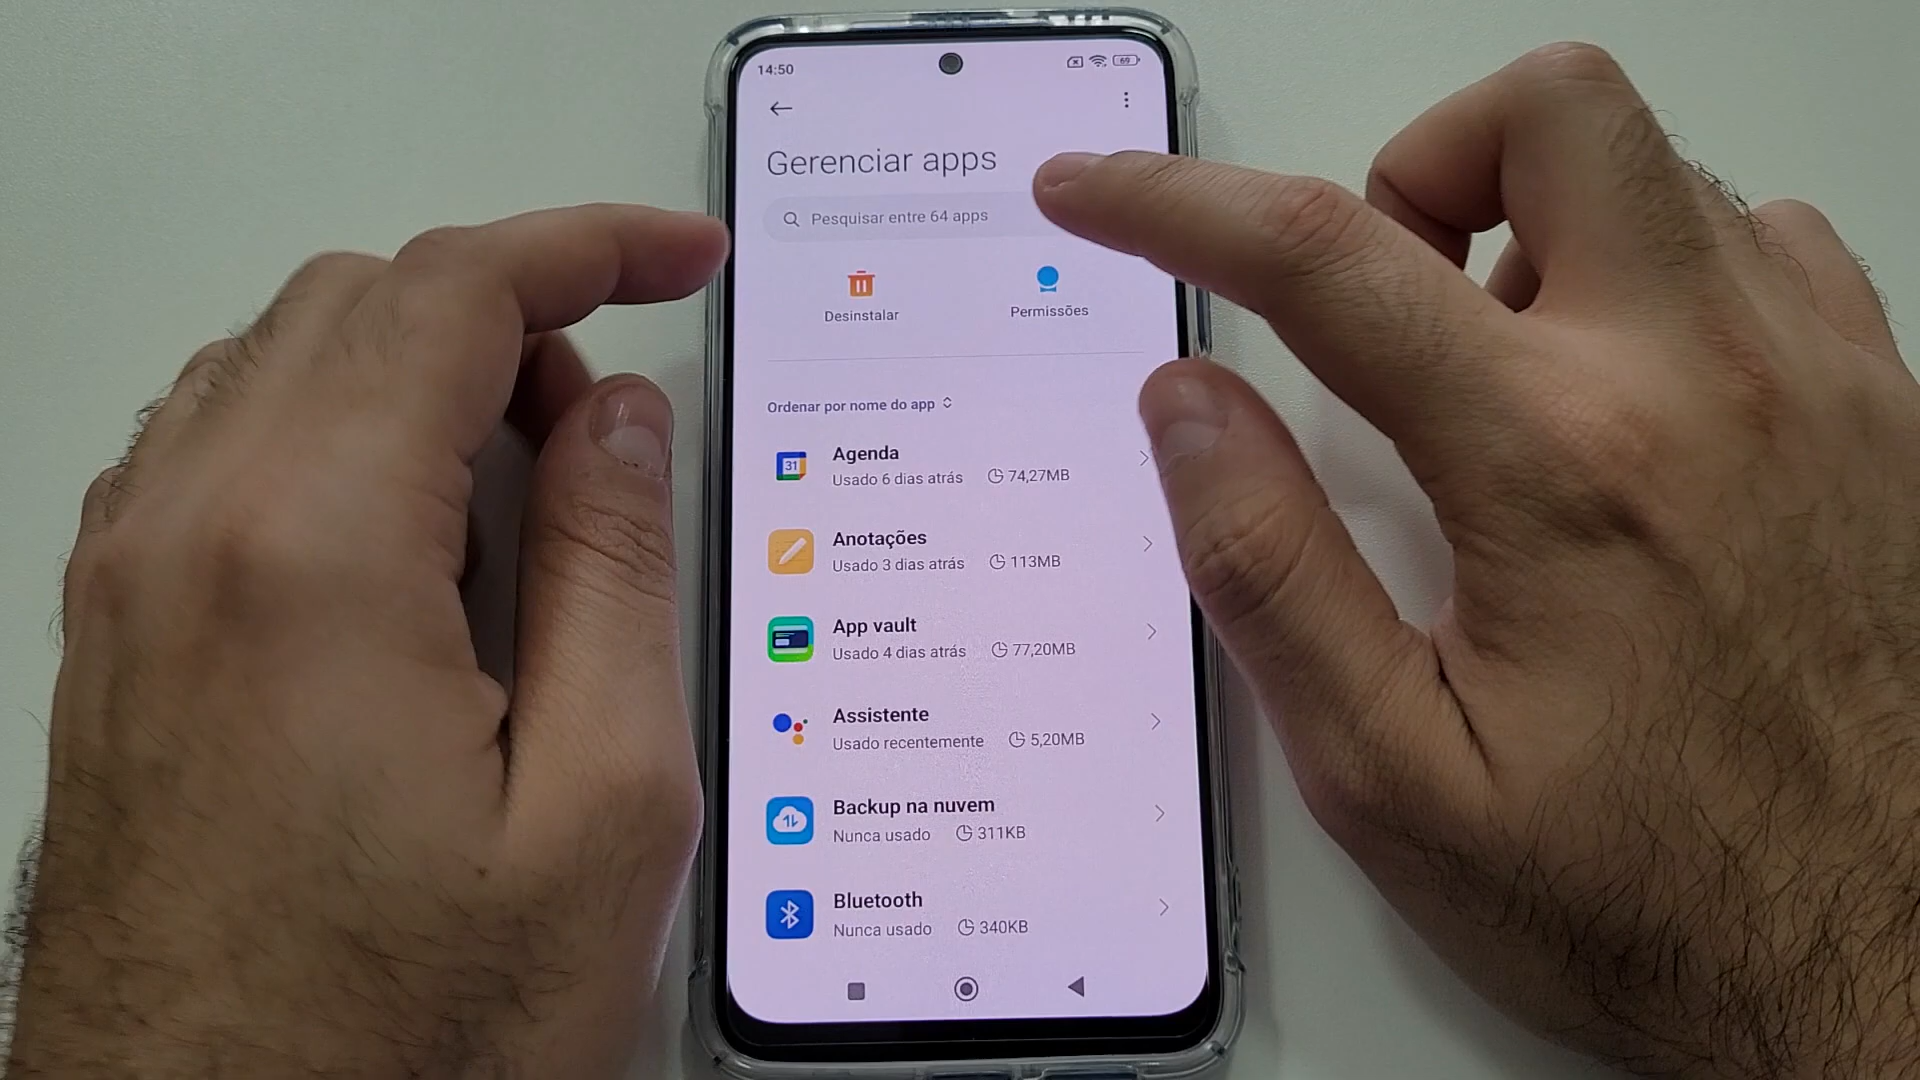 14:50
69
Gerenciar apps
Pesquisar entre 64 apps
Desinstalar
Permissões
Ordenar por nome do app
31
Agenda
Usado 6 dias atrás 74,27MB
Anotações
Usado 3 dias atrás 113MB
App vault
Usado 4 dias atrás 77,20MB
Assistente
Usado recentemente 5,20MB
Backup na nuvem
Nunca usado 311KB
Bluetooth
Nunca usado 340KB